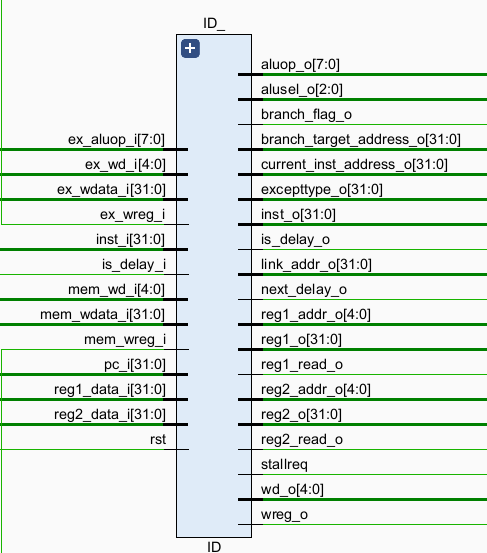 ID_
ex_aluop_i[7:0]
ex_wd_i[4:0]
ex_wdata_i[31:0]
ex_wreg_i
inst_i[31:0]
is_delay_i
mem_wd_i[4:0]
mem_wdata_i[31:0]
mem_wreg_i
pc_i[31:0]
reg1_data_i[31:0]
reg2_data_i[31:0]
rst
aluop_o[7:0]
alusel_o[2:0]
branch_flag_o
branch_target_address_o[31:0]
current_inst_address_o[31:0]
excepttype_o[31:0]
inst_o[31:0]
is_delay_o
link_addr_o[31:0]
next_delay_o
reg1_addr_o[4:0]
reg1_o[31:0]
reg1_read_o
reg2_addr_o[4:0]
reg2_o[31:0]
reg2_read_o
stallreq
wd_o[4:0]
wreg_o
ID